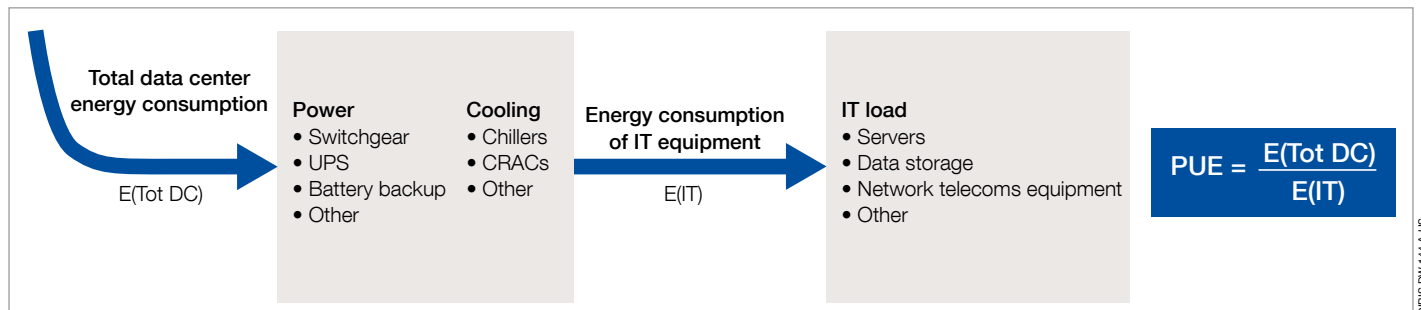 Total data center
energy consumption
E(Tot DC)
Power
• Switchgear
• UPS
• Battery backup
• Other
Cooling
• Chillers
• CRACs
• Other
Energy consumption
of IT equipment
E(IT)
IT load
• Servers
• Data storage
• Network telecoms equipment
• Other
PUE = E(Tot DC)
E(IT)